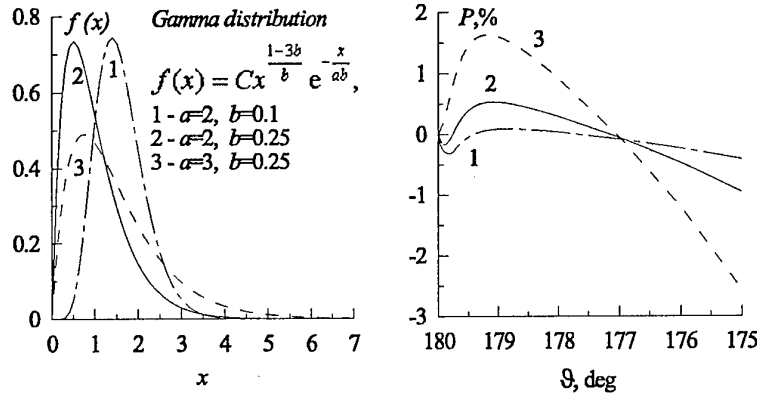 f(x)
Gamma distribution
f(x) = Cx^{\frac{1-3b}{b}} e^{-\frac{x}{ab}},
1 - a=2, b=0.1
2 - a=2, b=0.25
3 - a=3, b=0.25
0.8
0.6
0.4
0.2
0
1
2
3
0 1 2 3 4 5 6 7
x
P,%
2
1
0
-1
-2
-3
3
2
1
180 179 178 177 176 175
ϑ, deg